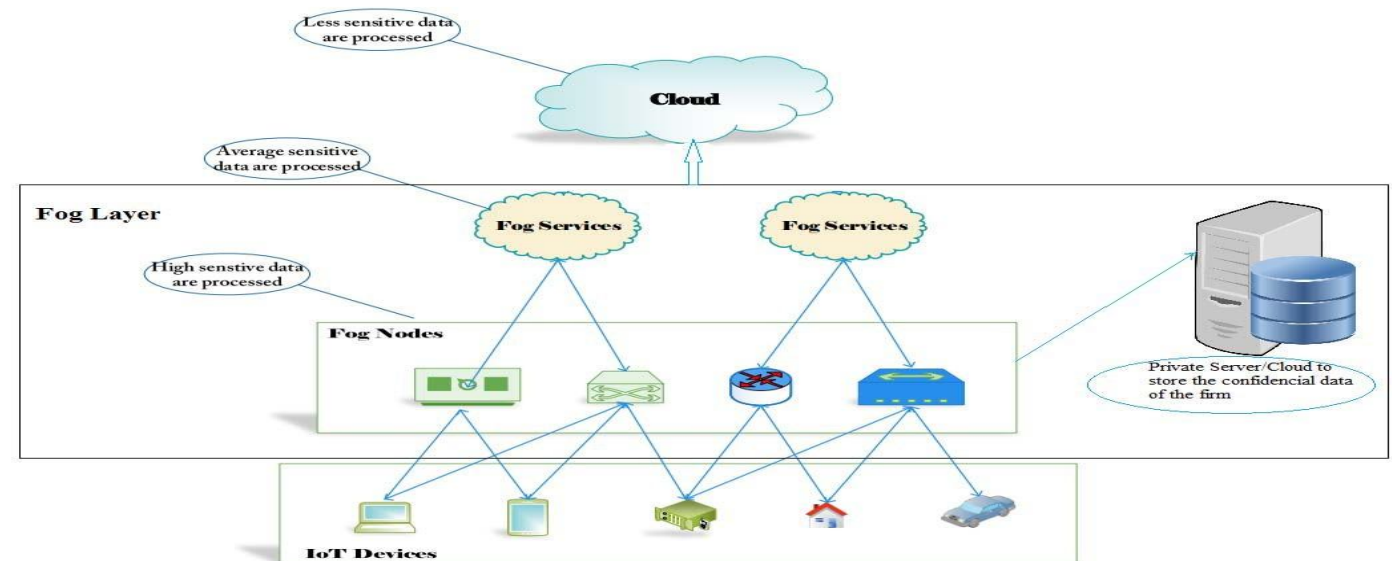 Less sensitive data
are processed
Cloud
Average sensitive
data are processed
Fog Layer
Fog Services
Fog Services
High senstive data
are processed
Fog Nodes
Private Server/Cloud to
store the confidencial data
of the firm
IoT Devices